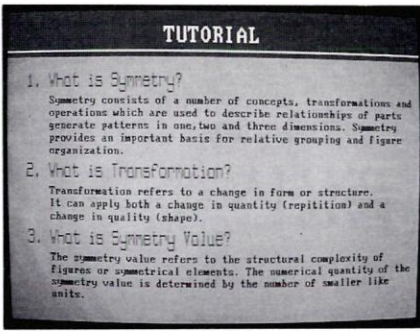 TUTORIAL
1. What is Symmetry?
Symmetry consists of a number of concepts, transformations and
operations which are used to describe relationships of parts
generate patterns in one, two and three dimensions. Symmetry
provides an important basis for relative grouping and figure
organization.
2. What is Transformation?
Transformation refers to a change in form or structure.
It can apply both a change in quantity (repitition) and a
change in quality (shape).
3. What is Symmetry Value?
The symmetry value refers to the structural complexity of
figures or symmetrical elements. The numerical quantity of the
symmetry value is determined by the number of smaller like
units.